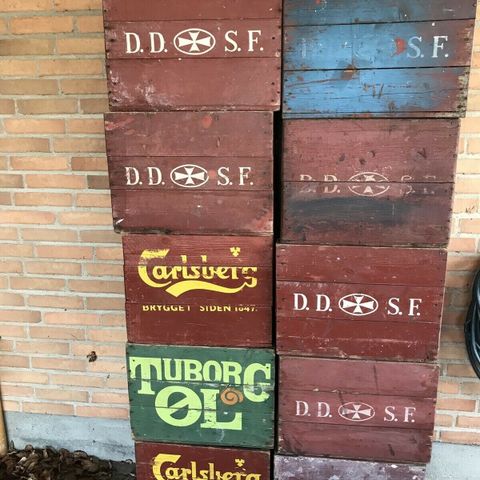 D. D. S. F.
D. D. S. F.
Carlsberg
BRYGGET SIDEN 1847.
TUBORG
ØL
Carlsberg
S. F.
D. D. S. F.
D. D. S. F.